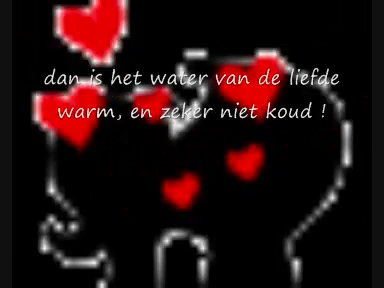 dan is het water van de liefde
warm, en zeker niet koud !